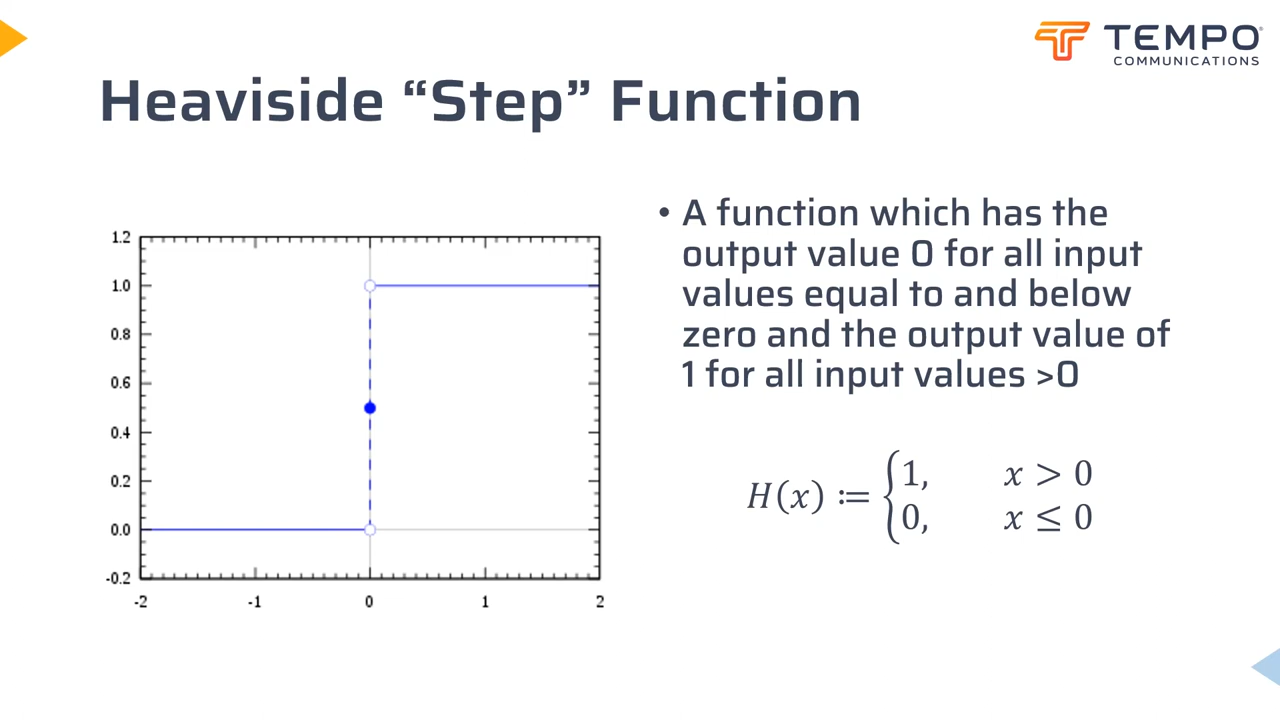 TEMPO
COMMUNICATIONS
Heaviside “Step” Function
• A function which has the
output value 0 for all input
values equal to and below
zero and the output value of
1 for all input values >0
H(x) ≔ {1, x > 0
0, x ≤ 0
1.2
1.0
0.8
0.6
0.4
0.2
0.0
-0.2
-2 -1 0 1 2